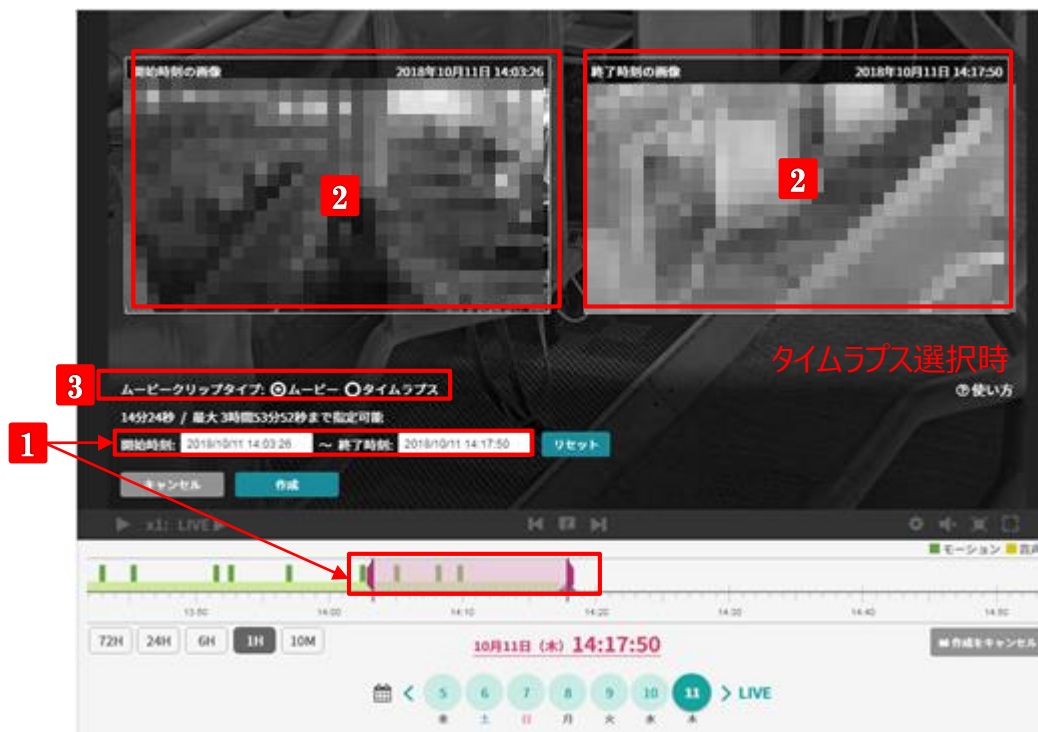 開始時刻の画像 2018年10月11日 14:03:26
終了時刻の画像 2018年10月11日 14:17:50
2
2
タイムラプス選択時
3
ムービークリップタイプ: ムービー タイムラプス
使い方
14分24秒 / 最大 3時間53分52秒まで指定可能
1
開始時刻: 2018/10/11 14:03:26 ～ 終了時刻: 2018/10/11 14:17:50 リセット
キャンセル 作成
x1: LIVE
モーション 音声
13:50 14:00 14:10 14:20 14:30 14:40 14:50
72H 24H 6H 1H 10M
10月11日 (木) 14:17:50
作成をキャンセル
5 6 7 8 9 10 11 LIVE
金 土 日 月 火 水 木